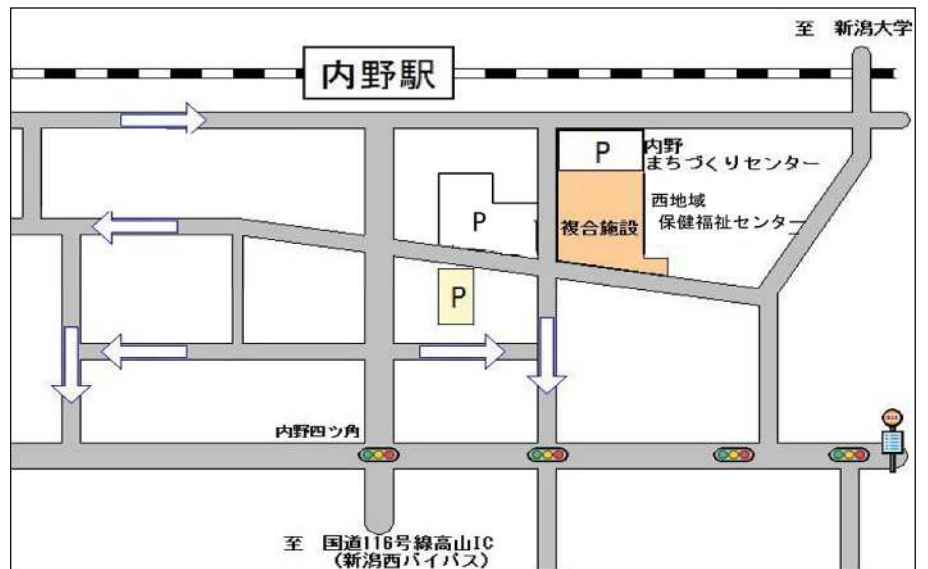 至　新潟大学
内野駅
P
内野
まちづくりセンター
西地域
保健福祉センター
P
複合施設
P
内野四ツ角
至　国道116号線高山IC
(新潟西バイパス)